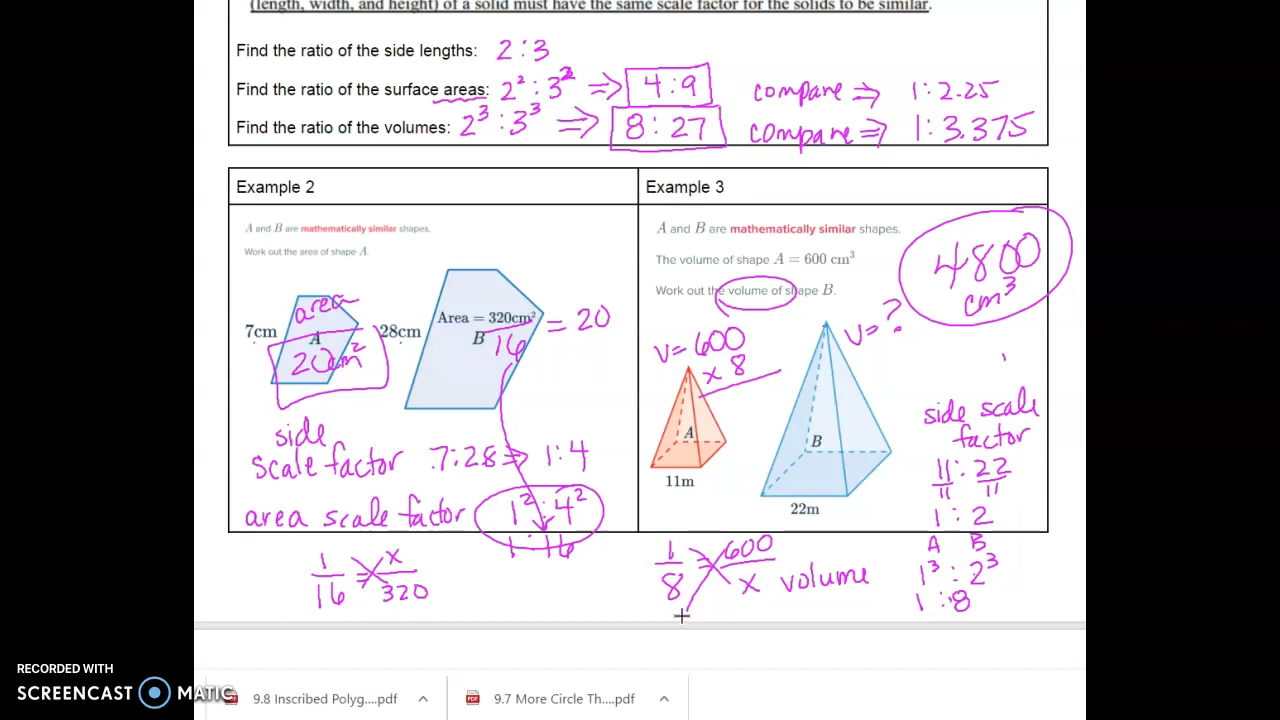 (length, width, and height) of a solid must have the same scale factor for the solids to be similar.
Find the ratio of the side lengths: 2:3
Find the ratio of the surface areas: 2² : 3² ⇒ 4:9 compare ⇒ 1:2.25
Find the ratio of the volumes: 2³ : 3³ ⇒ 8:27 compare ⇒ 1:3.375
Example 2
A and B are mathematically similar shapes.
Work out the area of shape A.
area
7cm
A
20cm²
28cm
Area = 320cm²
B
16
= 20
side
scale factor 7:28 ⇒ 1:4
area scale factor 1² : 4²
1 : 16
1/16 = x/320
Example 3
A and B are mathematically similar shapes.
The volume of shape A = 600 cm³
Work out the volume of shape B.
4800
cm³
V=600
x 8
V=?
A
11m
B
22m
side scale
factor
11 : 22
11 11
1 : 2
A B
1³ : 2³
1 : 8
1/8 = 600/x volume
RECORDED WITH
SCREENCAST MATIC
9.8 Inscribed Polyg....pdf
9.7 More Circle Th....pdf